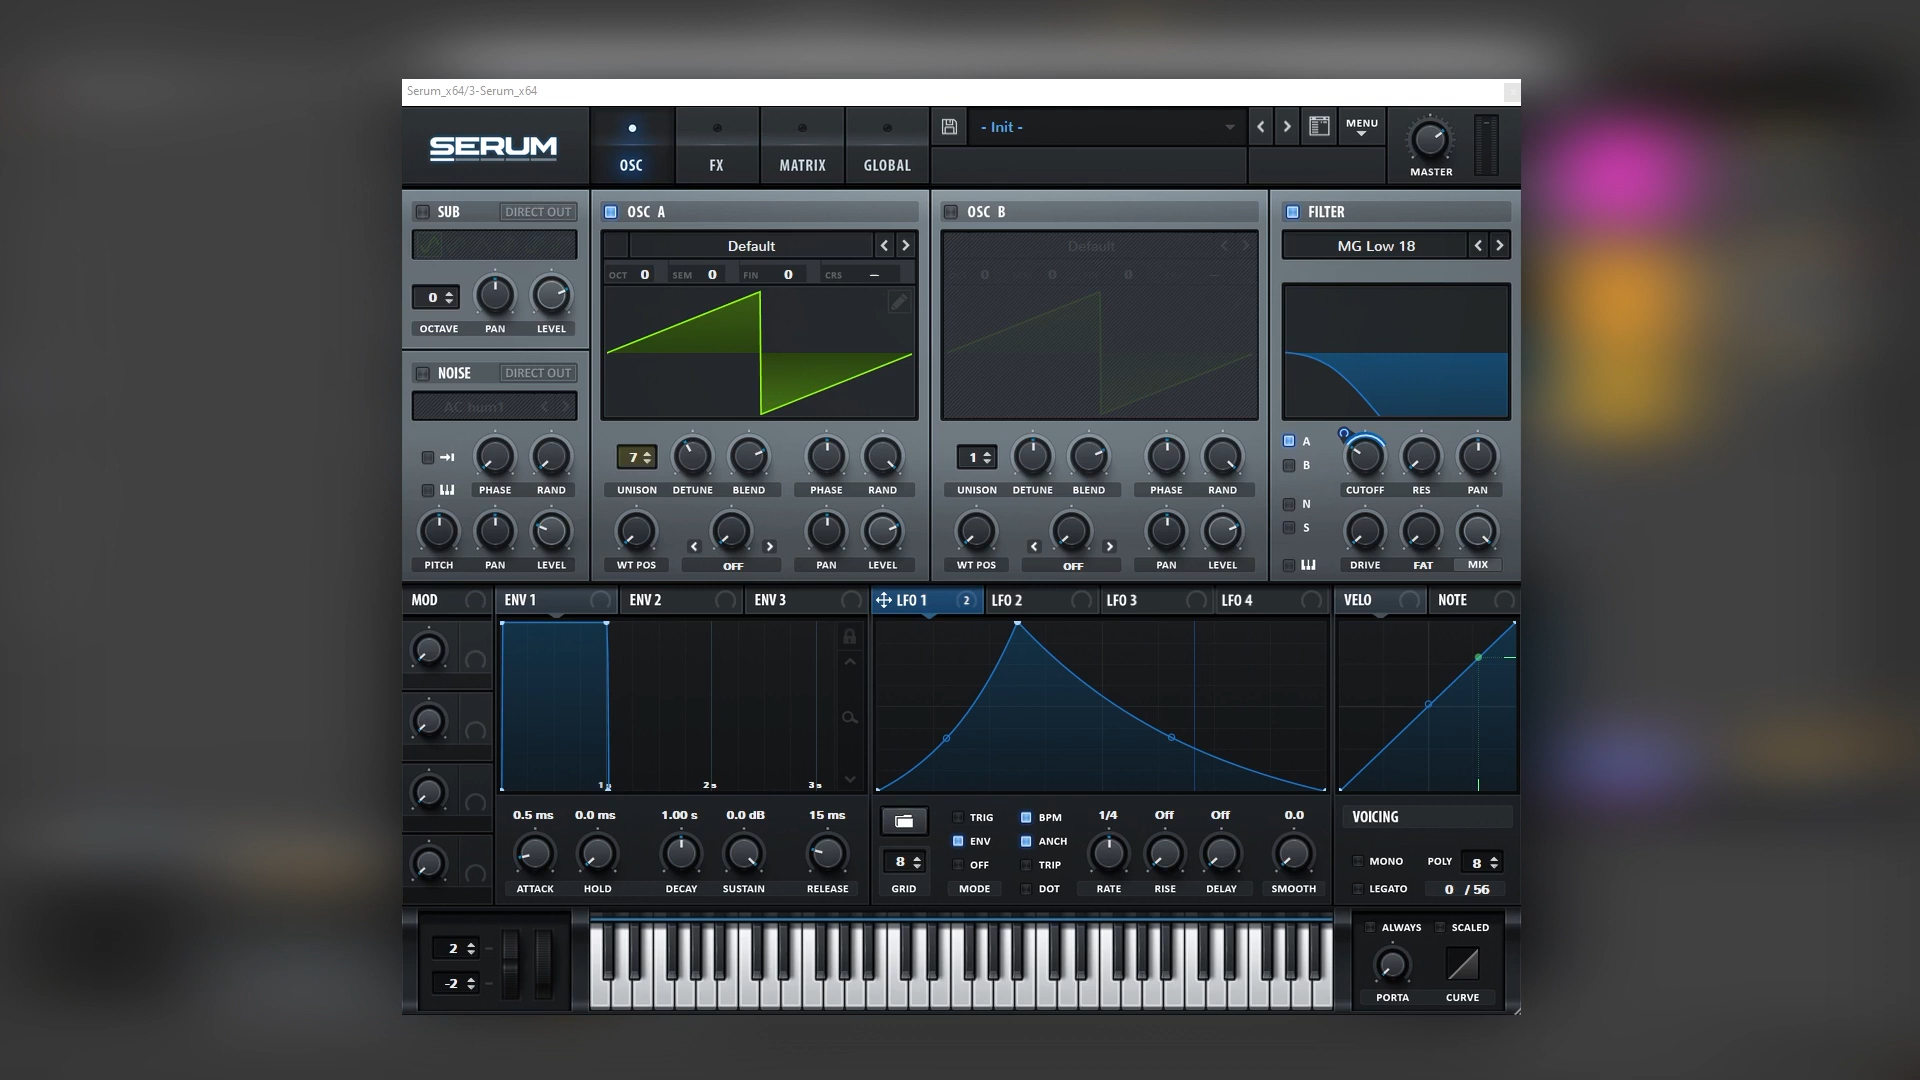 Serum_x64/3-Serum_x64
SERUM
OSC FX MATRIX GLOBAL
- Init -
MENU
MASTER
SUB DIRECT OUT
0
OCTAVE PAN LEVEL
NOISE DIRECT OUT
AC hum1
PHASE RAND
PITCH PAN LEVEL
OSC A
Default
OCT 0 SEM 0 FIN 0 CRS –
7
UNISON DETUNE BLEND PHASE RAND
WT POS OFF PAN LEVEL
OSC B
Default
0 0 0
1
UNISON DETUNE BLEND PHASE RAND
WT POS OFF PAN LEVEL
FILTER
MG Low 18
A
B
N
S
CUTOFF RES PAN
DRIVE FAT MIX
MOD ENV 1 ENV 2 ENV 3 LFO 1 2 LFO 2 LFO 3 LFO 4 VELO NOTE
2s 3s
0.5 ms 0.0 ms 1.00 s 0.0 dB 15 ms
ATTACK HOLD DECAY SUSTAIN RELEASE
8
GRID
TRIG
ENV
OFF
MODE
BPM
ANCH
TRIP
DOT
1/4 Off Off 0.0
RATE RISE DELAY SMOOTH
VOICING
MONO POLY 8
LEGATO 0 / 56
2
-2
ALWAYS SCALED
PORTA CURVE